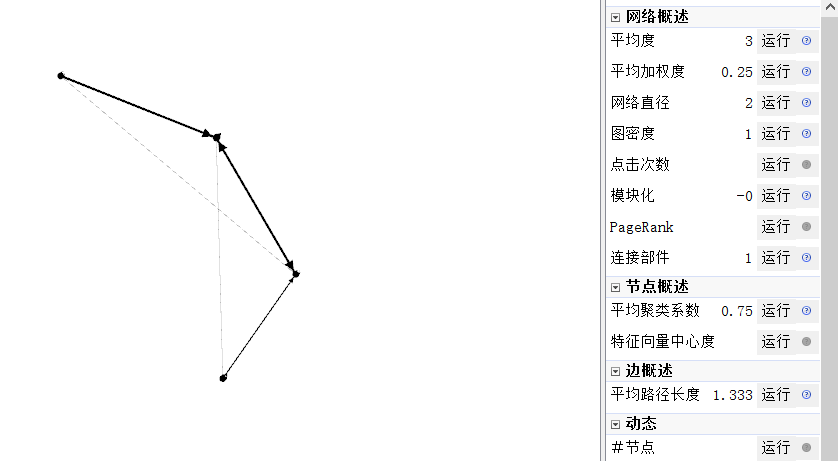 网络概述
平均度 3 运行
平均加权度 0.25 运行
网络直径 2 运行
图密度 1 运行
点击次数 运行
模块化 -0 运行
PageRank 运行
连接部件 1 运行
节点概述
平均聚类系数 0.75 运行
特征向量中心度 运行
边概述
平均路径长度 1.333 运行
动态
#节点 运行